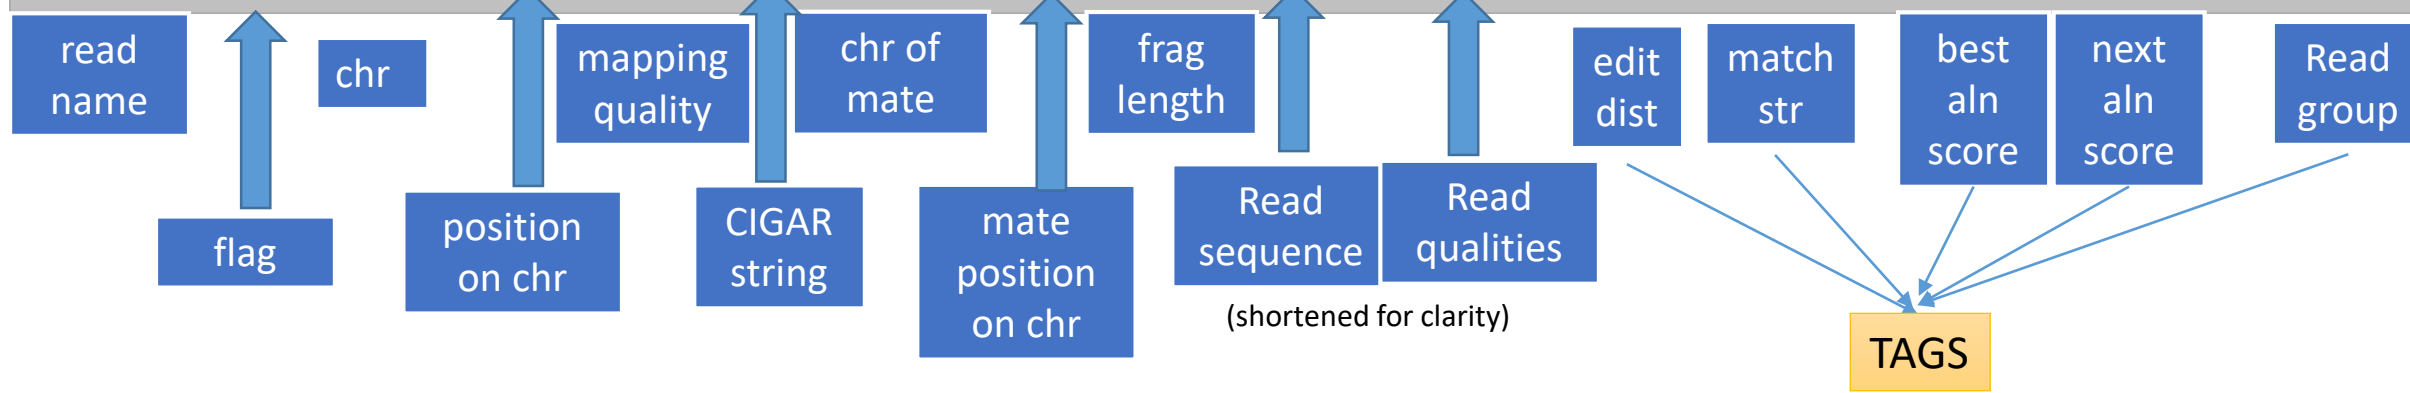 read
name
flag
chr
position
on chr
mapping
quality
CIGAR
string
chr of
mate
mate
position
on chr
frag
length
Read
sequence
Read
qualities
(shortened for clarity)
edit
dist
match
str
best
aln
score
next
aln
score
Read
group
TAGS